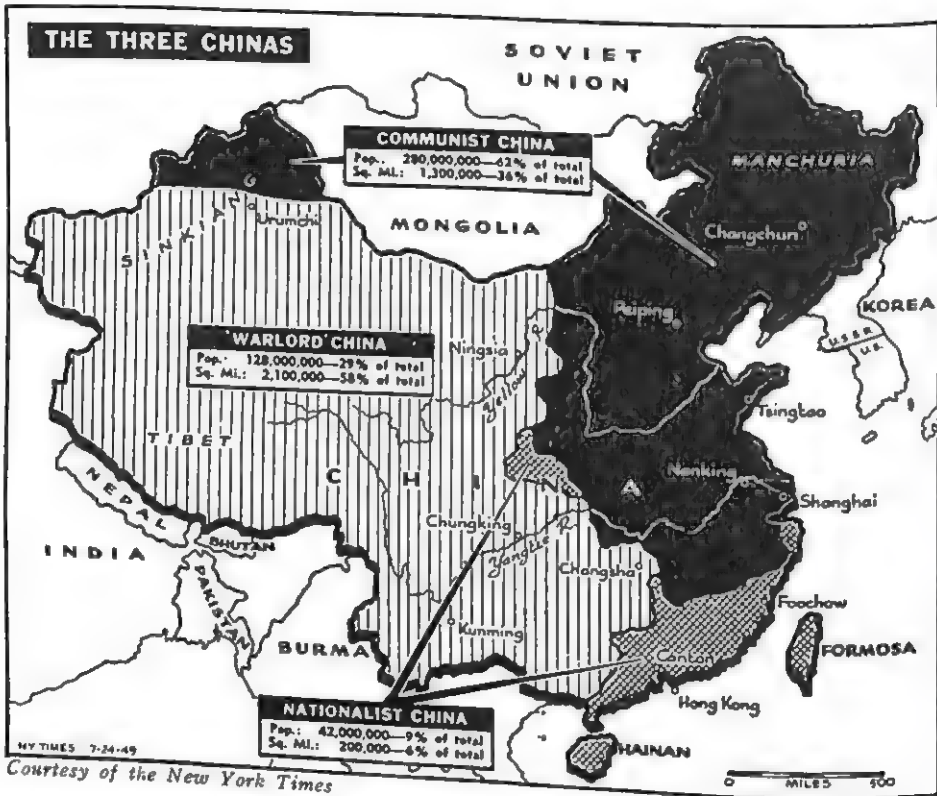 THE THREE CHINAS
SOVIET
UNION
COMMUNIST CHINA
Pop.: 280,000,000—62% of total
Sq. Mi.: 1,300,000—36% of total
MANCHURIA
Changchun
MONGOLIA
Urumchi
SINKIANG
KOREA
U.S.S.R.
U.S.
Peiping
WARLORD CHINA
Pop.: 128,000,000—29% of total
Sq. Mi.: 2,100,000—58% of total
Ningsia
Yellow R.
Tsingtao
TIBET
CHINA
Nanking
Shanghai
NEPAL
Chungking
Yangtze R.
INDIA
BHUTAN
Changsha
PAKISTAN
Foochow
Kunming
BURMA
Canton
FORMOSA
Hong Kong
NATIONALIST CHINA
Pop.: 42,000,000—9% of total
Sq. Mi.: 200,000—6% of total
HAINAN
NY TIMES 7-24-49
0 MILES 500
Courtesy of the New York Times